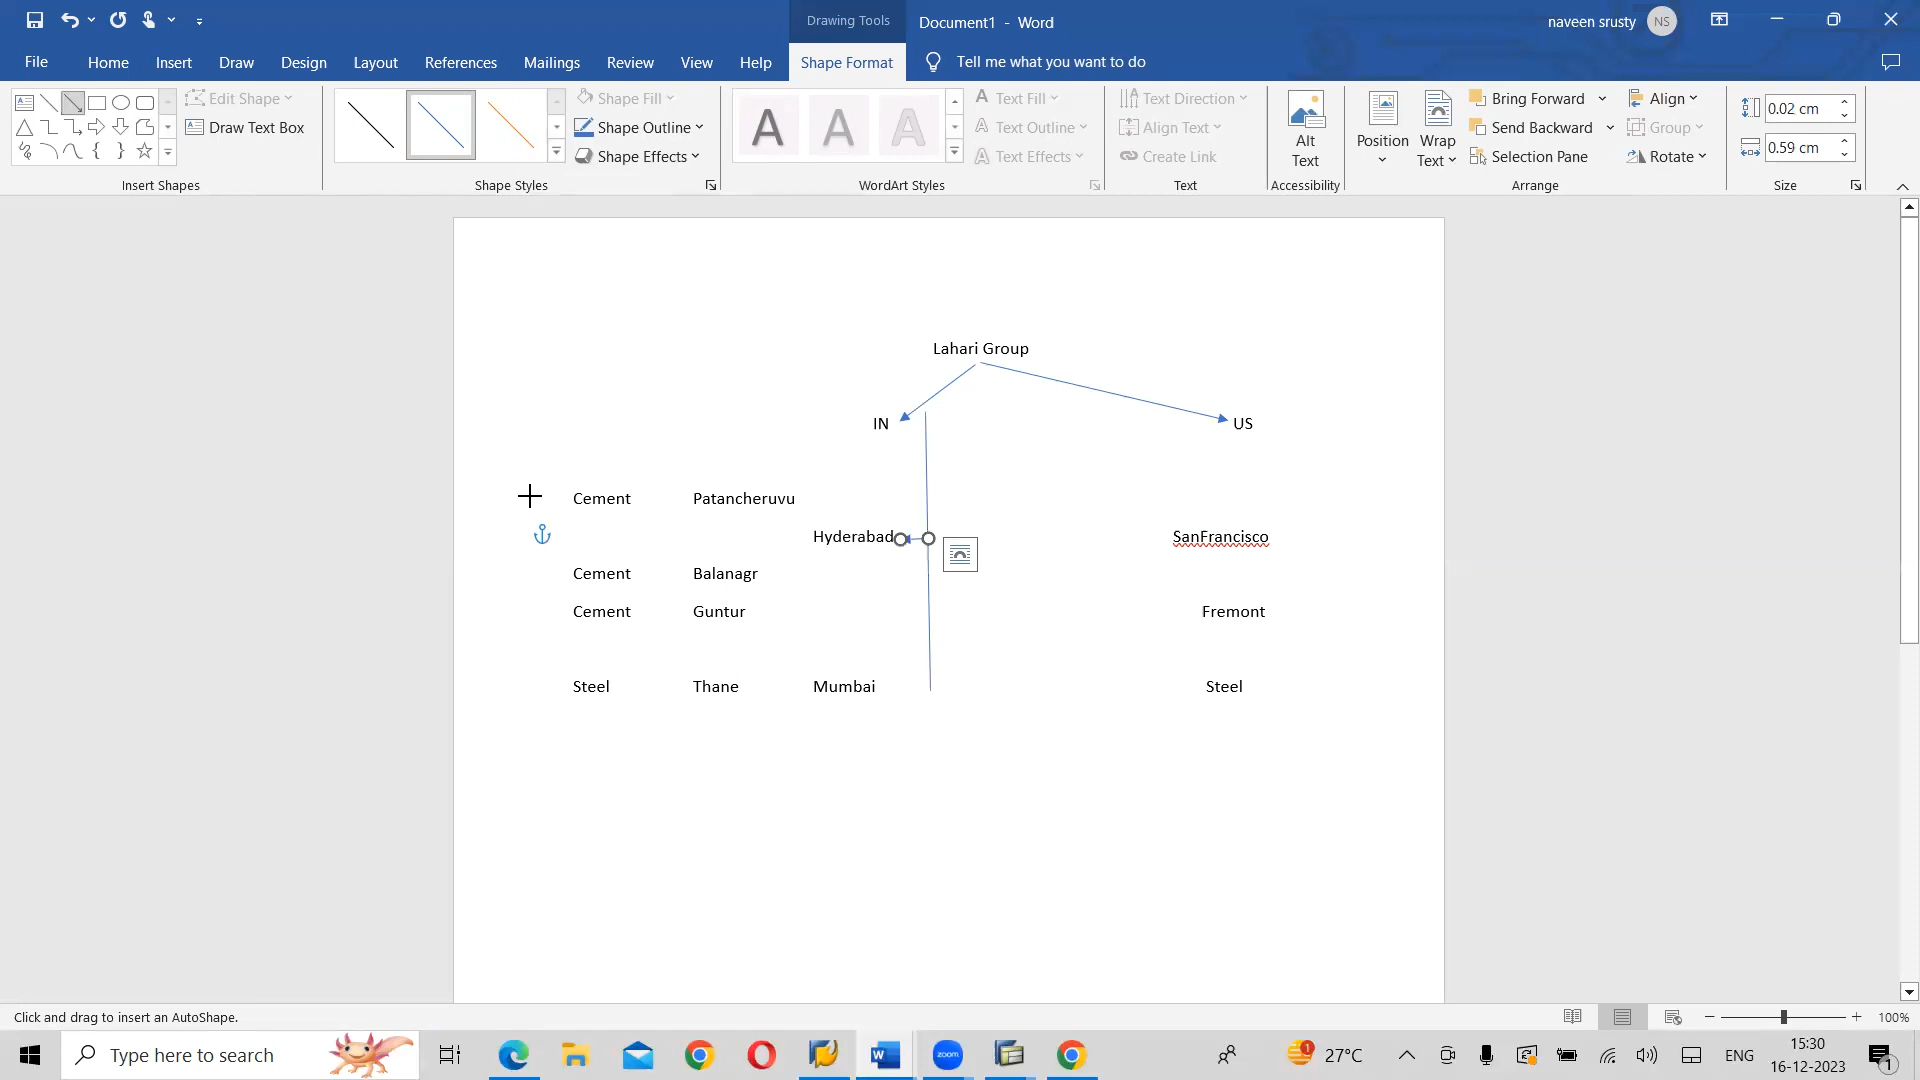 Drawing Tools
Document1 - Word
naveen srusty
NS
File
Home
Insert
Draw
Design
Layout
References
Mailings
Review
View
Help
Shape Format
Tell me what you want to do
Edit Shape
Draw Text Box
Insert Shapes
Shape Fill
Shape Outline
Shape Effects
Shape Styles
A A A
WordArt Styles
Text Fill
Text Outline
Text Effects
Text Direction
Align Text
Create Link
Text
Alt Text
Accessibility
Position
Wrap Text
Bring Forward
Send Backward
Selection Pane
Align
Group
Rotate
Arrange
0.02 cm
0.59 cm
Size
Lahari Group
IN US
Cement Patancheruvu
Hyderabad SanFrancisco
Cement Balanagr
Cement Guntur Fremont
Steel Thane Mumbai Steel
Click and drag to insert an AutoShape.
100%
Type here to search
zoom
1
27°C
ENG
15:30
16-12-2023
1